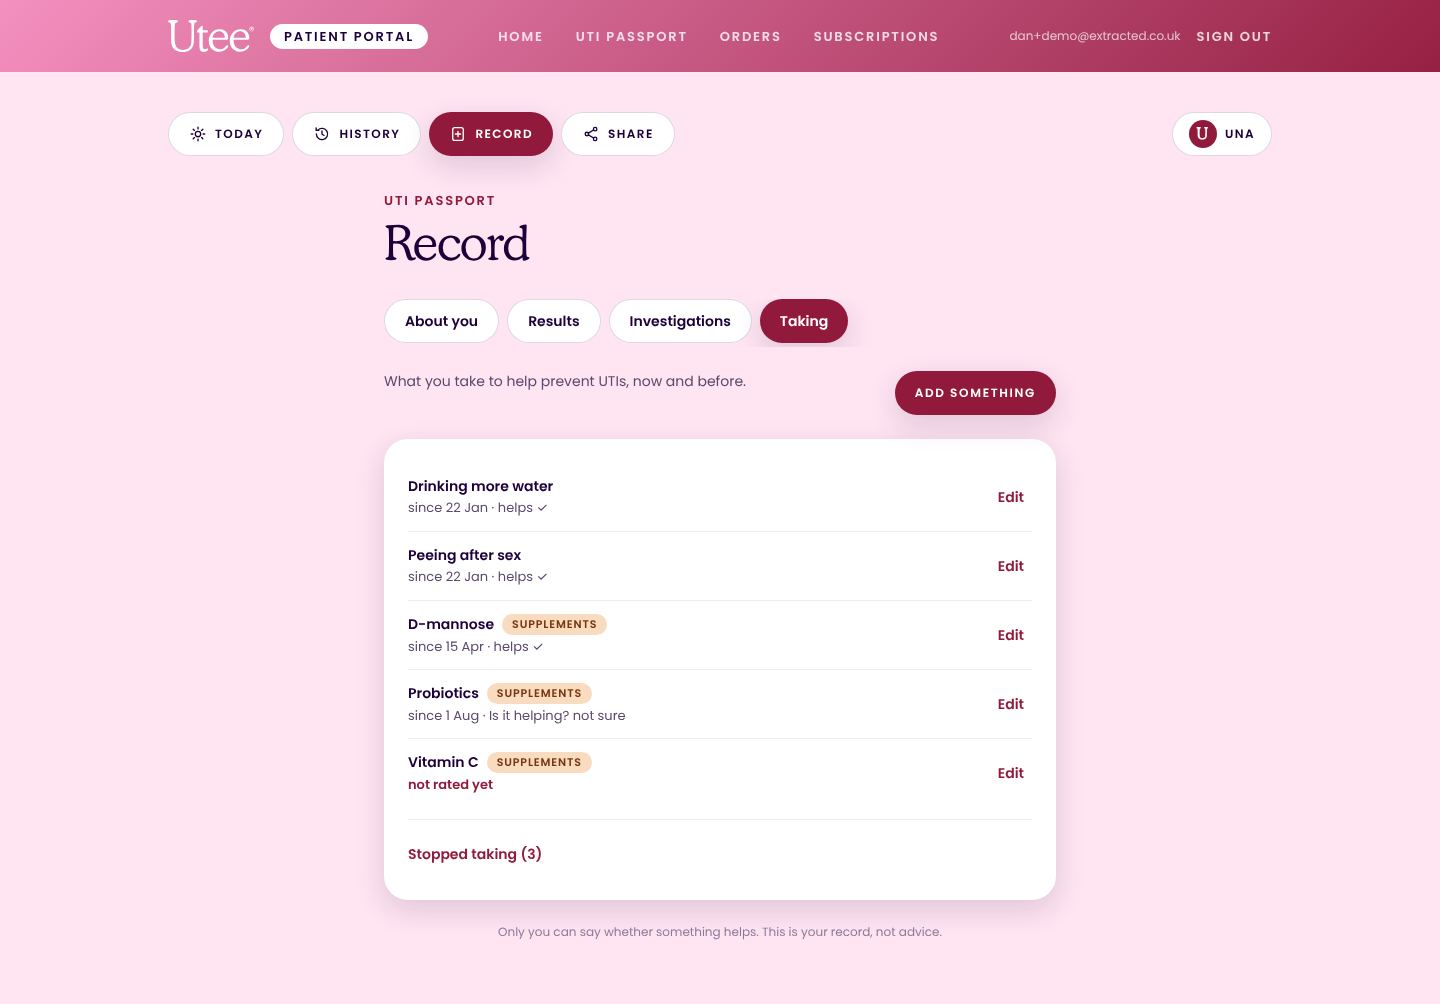 Utee®
PATIENT PORTAL
HOME
UTI PASSPORT
ORDERS
SUBSCRIPTIONS
dan+demo@extracted.co.uk
SIGN OUT
TODAY
HISTORY
RECORD
SHARE
U
UNA
UTI PASSPORT
Record
About you
Results
Investigations
Taking
What you take to help prevent UTIs, now and before.
ADD SOMETHING
Drinking more water
since 22 Jan · helps ✓
Edit
Peeing after sex
since 22 Jan · helps ✓
Edit
D-mannose SUPPLEMENTS
since 15 Apr · helps ✓
Edit
Probiotics SUPPLEMENTS
since 1 Aug · Is it helping? not sure
Edit
Vitamin C SUPPLEMENTS
not rated yet
Edit
Stopped taking (3)
Only you can say whether something helps. This is your record, not advice.